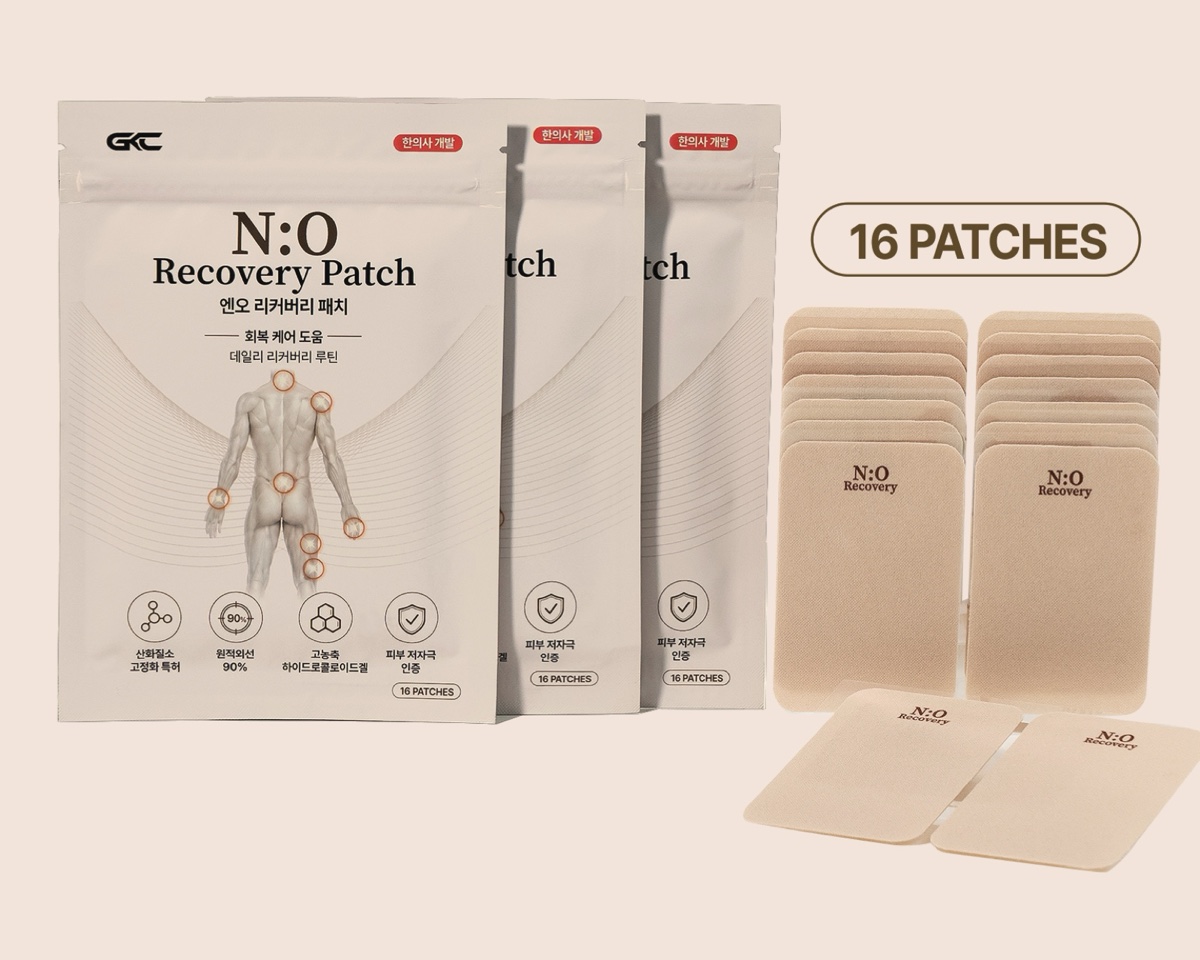 GKC
한의사 개발
N:O
Recovery Patch
엔오 리커버리 패치
회복 케어 도움
데일리 리커버리 루틴
산화질소
고정화 특허
90%
원적외선
90%
고농축
하이드로콜로이드겔
피부 저자극
인증
16 PATCHES
한의사 개발
tch
겔
피부 저자극
인증
16 PATCHES
한의사 개발
tch
피부 저자극
인증
16 PATCHES
16 PATCHES
N:O
Recovery
N:O
Recovery
N:O
Recovery
N:O
Recovery